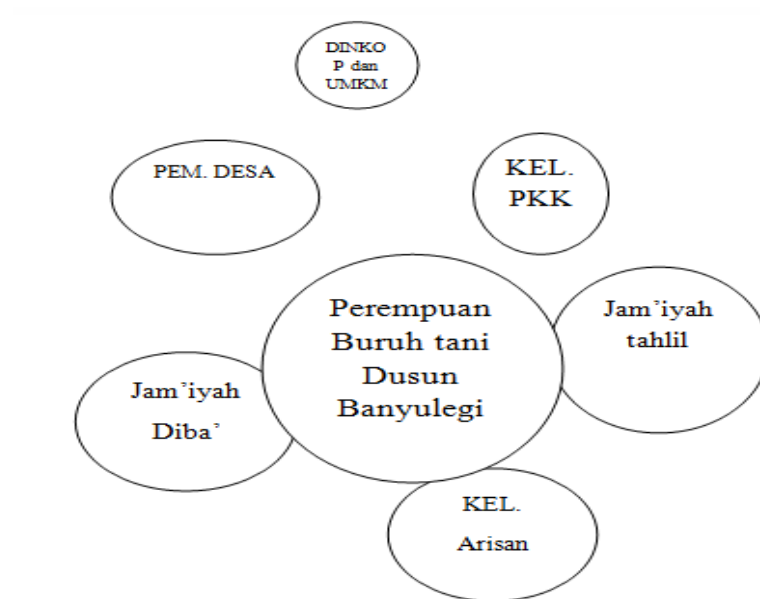 DINKO
P dan
UMKM
PEM. DESA
KEL.
PKK
Perempuan
Buruh tani
Dusun
Banyulegi
Jam’iyah
tahlil
Jam’iyah
Diba’
KEL.
Arisan